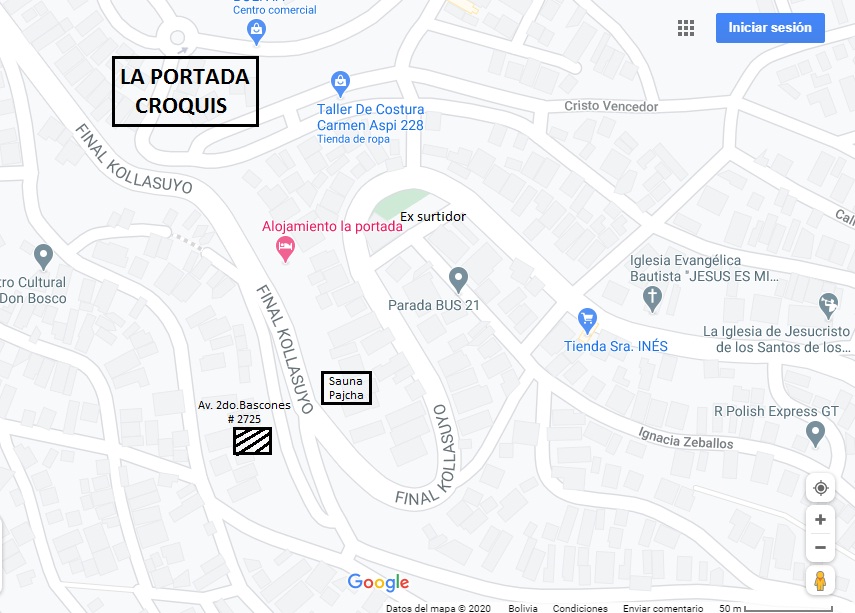 Centro comercial
Iniciar sesión
LA PORTADA
CROQUIS
Taller De Costura
Carmen Aspi 228
Tienda de ropa
Cristo Vencedor
FINAL KOLLASUYO
Ex surtidor
Alojamiento la portada
Iglesia Evangélica
Bautista "JESUS ES MI...
tro Cultural
Don Bosco
Parada BUS 21
FINAL KOLLASUYO
Tienda Sra. INÉS
La Iglesia de Jesucristo
de los Santos de los...
Sauna
Pajcha
Av. 2do.Bascones
# 2725
R Polish Express GT
Ignacia Zeballos
FINAL KOLLASUYO
Google
Datos del mapa © 2020 Bolivia Condiciones Enviar comentario 50 m